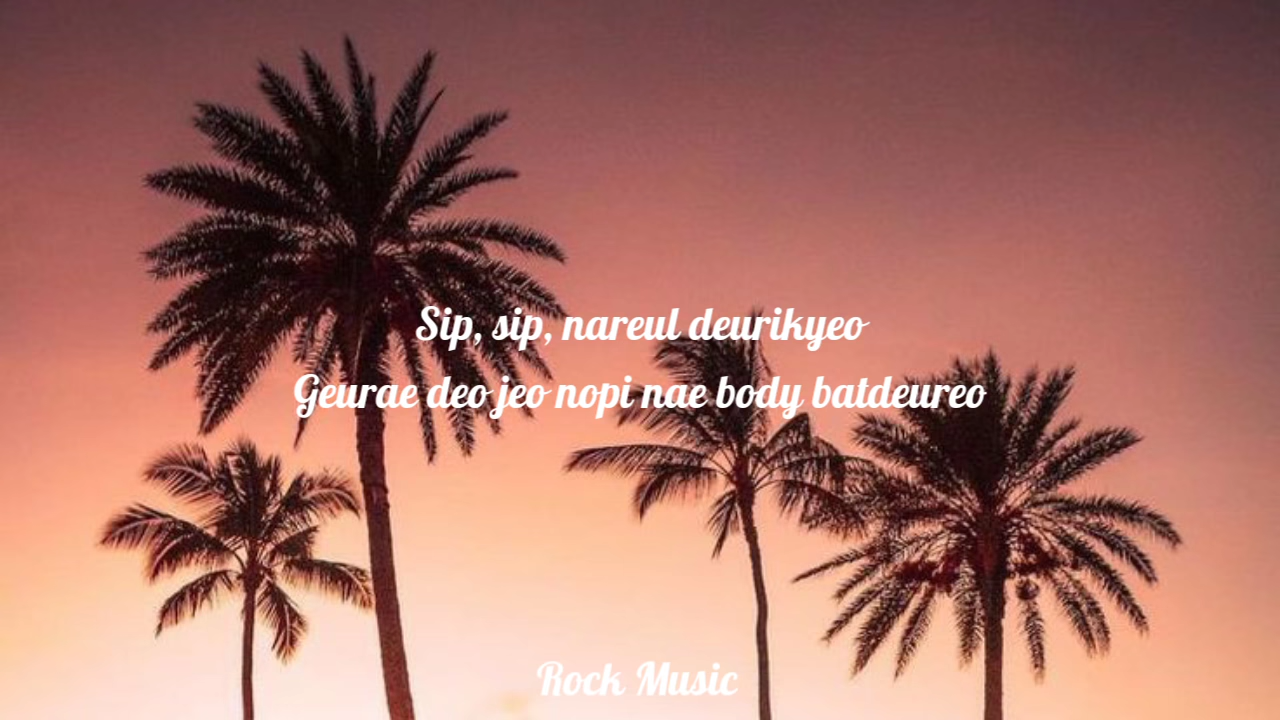 Sip, sip, nareul deurikyeo
Geurae deo jeo nopi nae body batdeureo
Rock Music